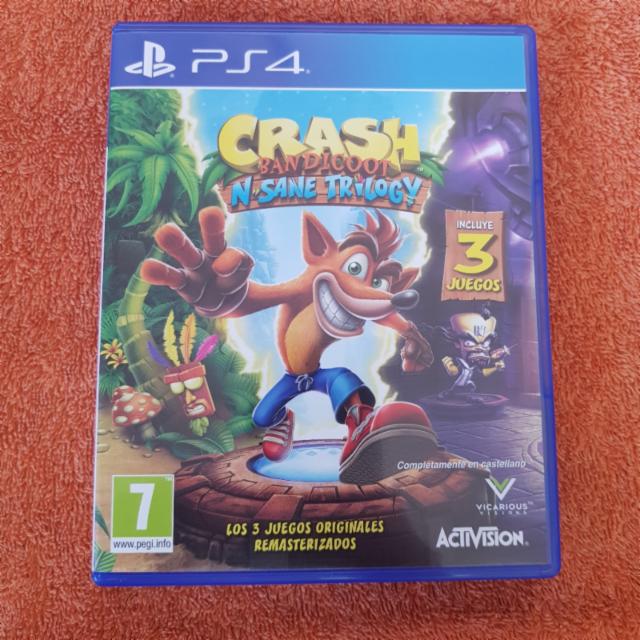 PS4
CRASH
BANDICOOT
N. SANE TRILOGY
INCLUYE
3
JUEGOS
Completamente en castellano
7
www.pegi.info
LOS 3 JUEGOS ORIGINALES
REMASTERIZADOS
VICARIOUS
VISIONS
ACTIVISION